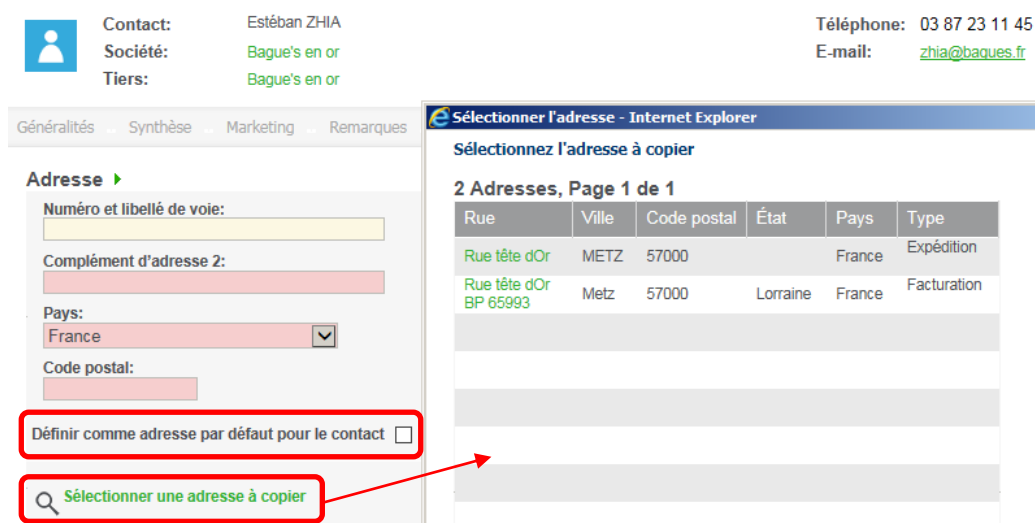 Contact: Estéban ZHIA
Société: Bague's en or
Tiers: Bague's en or
Téléphone: 03 87 23 11 45
E-mail: zhia@bagues.fr
Généralités .. Synthèse .. Marketing .. Remarques
Adresse
Numéro et libellé de voie:
Complément d'adresse 2:
Pays:
France
Code postal:
Définir comme adresse par défaut pour le contact
Sélectionner une adresse à copier
Sélectionner l'adresse - Internet Explorer
Sélectionnez l'adresse à copier
2 Adresses, Page 1 de 1
Rue Ville Code postal État Pays Type
Rue tête dOr METZ 57000 France Expédition
Rue tête dOr
BP 65993 Metz 57000 Lorraine France Facturation